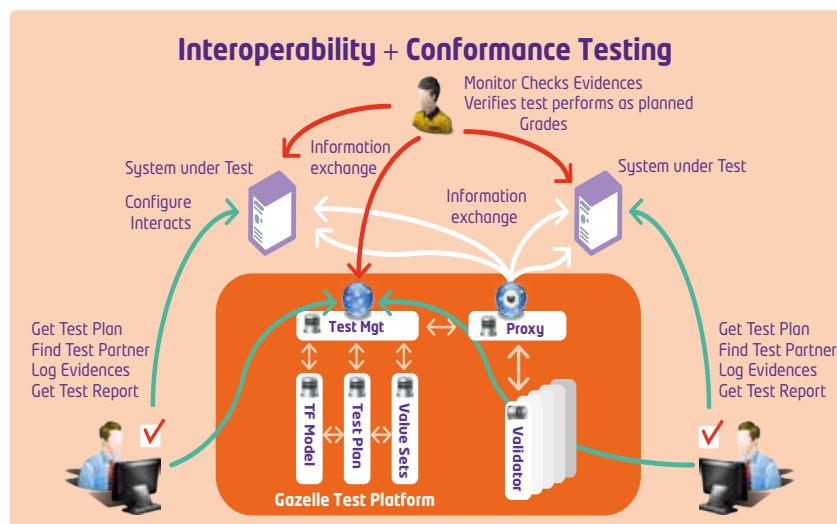 Interoperability + Conformance Testing
Monitor Checks Evidences
Verifies test performs as planned
Grades
Information
exchange
System under Test
System under Test
Configure
Interacts
Information
exchange
Test Mgt
Proxy
Get Test Plan
Find Test Partner
Log Evidences
Get Test Report
Get Test Plan
Find Test Partner
Log Evidences
Get Test Report
TF Model
Test Plan
Value Sets
Validator
Gazelle Test Platform